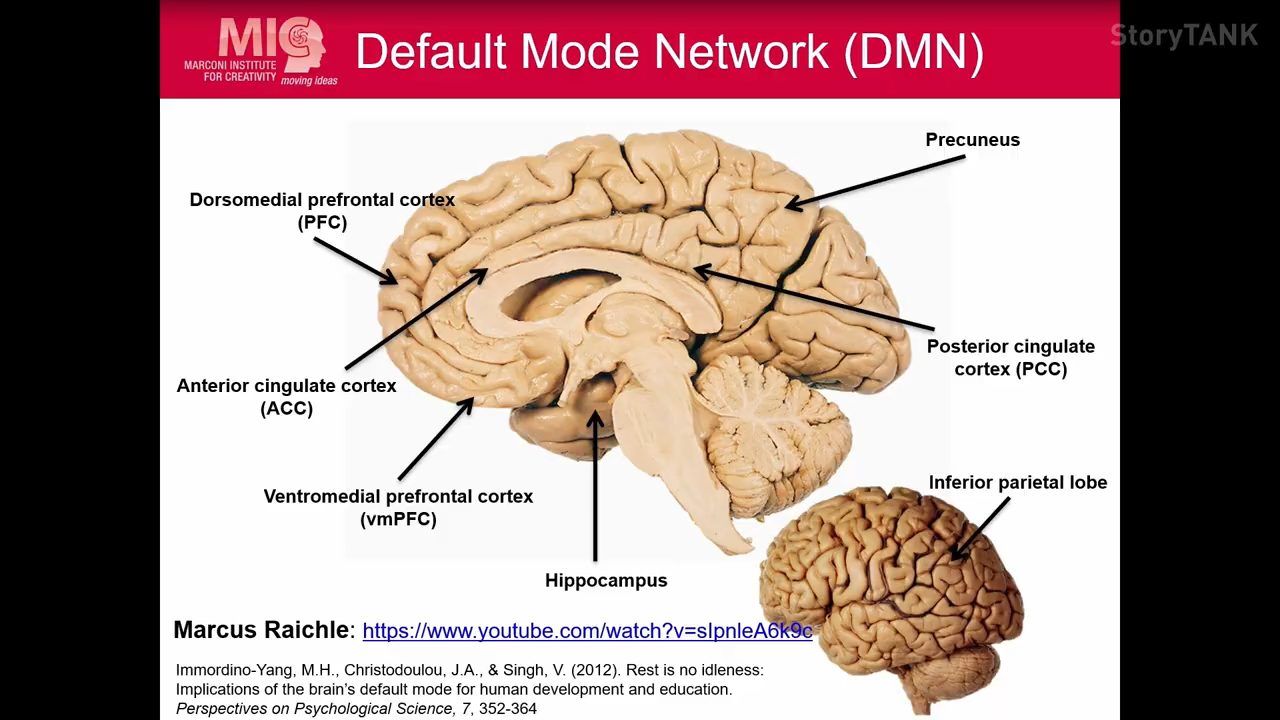 MIC
MARCONI INSTITUTE
FOR CREATIVITY
moving ideas
Default Mode Network (DMN)
StoryTANK
Precuneus
Dorsomedial prefrontal cortex
(PFC)
Posterior cingulate
cortex (PCC)
Anterior cingulate cortex
(ACC)
Inferior parietal lobe
Ventromedial prefrontal cortex
(vmPFC)
Hippocampus
Marcus Raichle: https://www.youtube.com/watch?v=sIpnleA6k9c
Immordino-Yang, M.H., Christodoulou, J.A., & Singh, V. (2012). Rest is no idleness:
Implications of the brain's default mode for human development and education.
Perspectives on Psychological Science, 7, 352-364